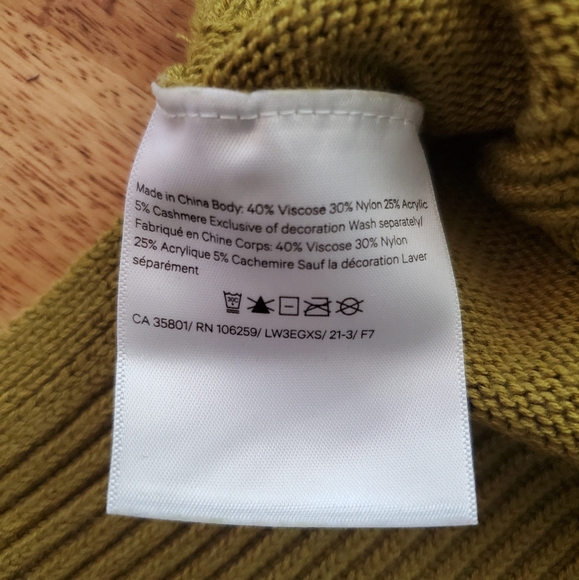 Made in China Body: 40% Viscose 30% Nylon 25% Acrylic
5% Cashmere Exclusive of decoration Wash separately/
Fabriqué en Chine Corps: 40% Viscose 30% Nylon
25% Acrylique 5% Cachemire Sauf la décoration Laver
séparément
30C
CA 35801/ RN 106259/ LW3EGXS/ 21-3/ F7